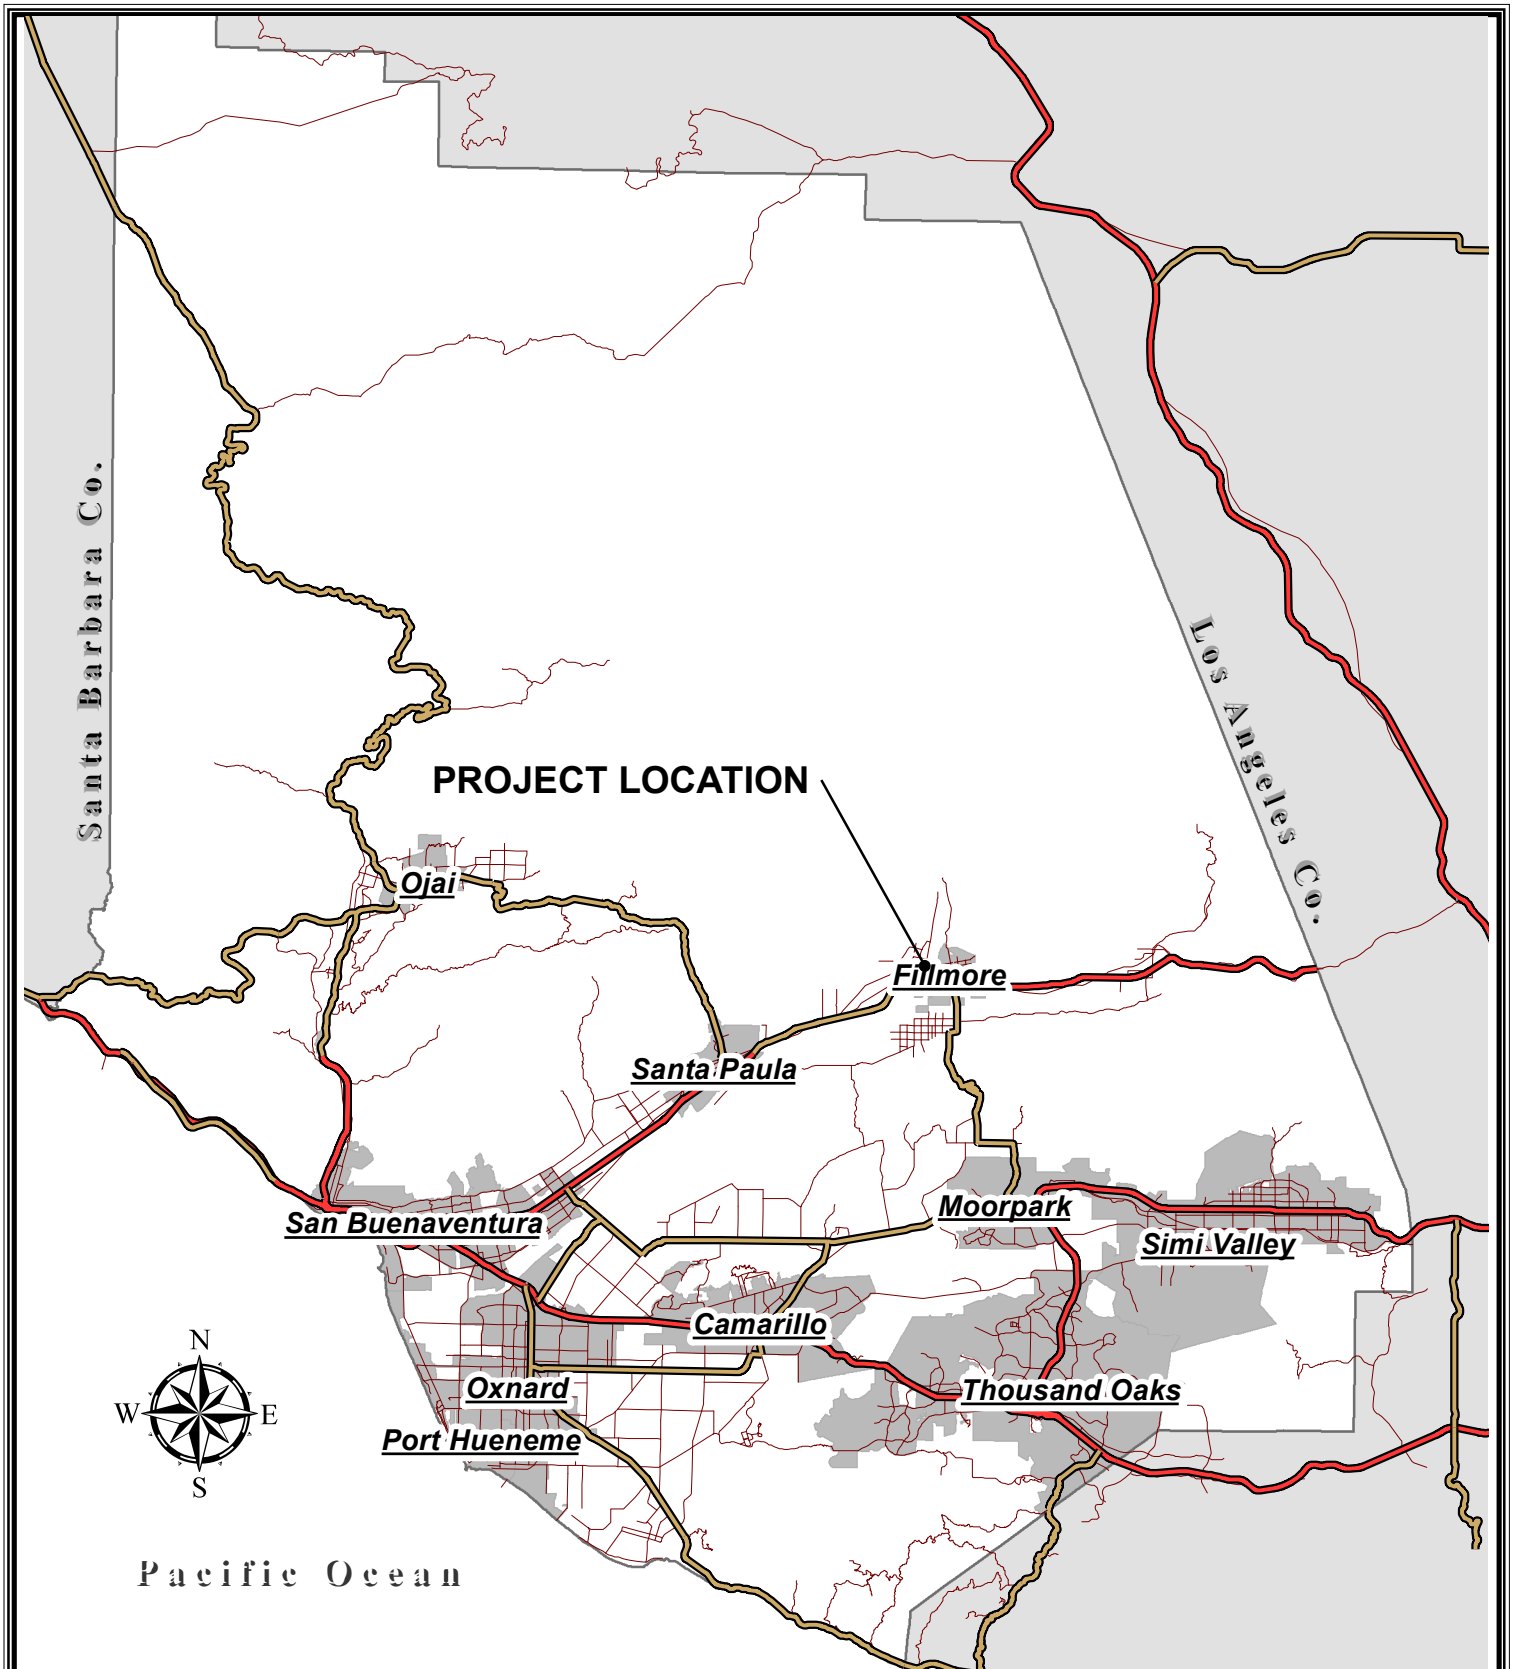 Santa Barbara Co.
Los Angeles Co.
PROJECT LOCATION
Ojai
Fillmore
Santa Paula
Moorpark
San Buenaventura
Simi Valley
Camarillo
N
W
E
S
Oxnard
Thousand Oaks
Port Hueneme
Pacific Ocean